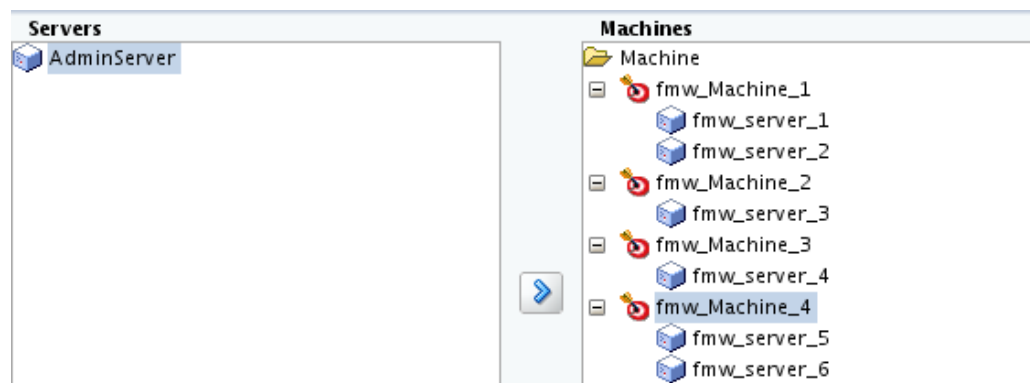 Servers
AdminServer
Machines
Machine
fmw_Machine_1
fmw_server_1
fmw_server_2
fmw_Machine_2
fmw_server_3
fmw_Machine_3
fmw_server_4
fmw_Machine_4
fmw_server_5
fmw_server_6